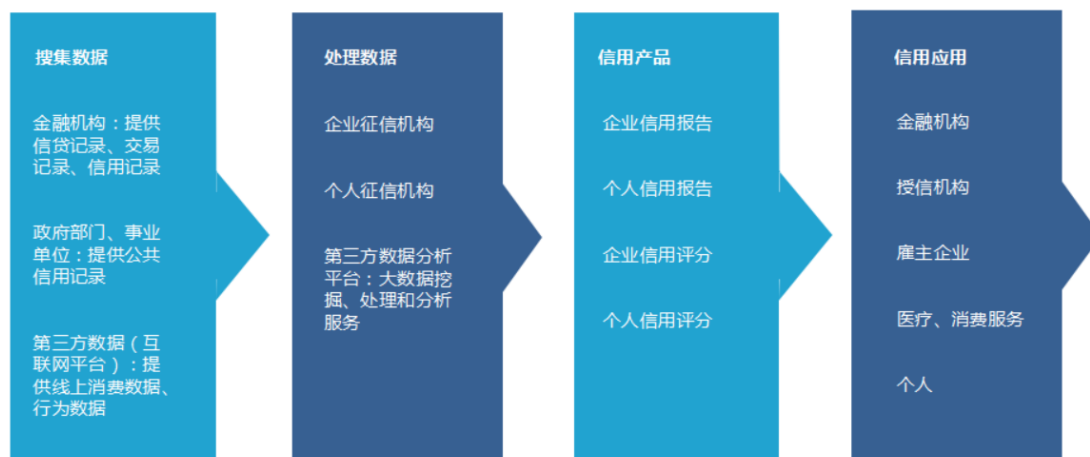 搜集数据
金融机构：提供
信贷记录、交易
记录、信用记录
政府部门、事业
单位：提供公共
信用记录
第三方数据（互
联网平台）：提
供线上消费数据、
行为数据
处理数据
企业征信机构
个人征信机构
第三方数据分析
平台：大数据挖
掘、处理和分析
服务
信用产品
企业信用报告
个人信用报告
企业信用评分
个人信用评分
信用应用
金融机构
授信机构
雇主企业
医疗、消费服务
个人